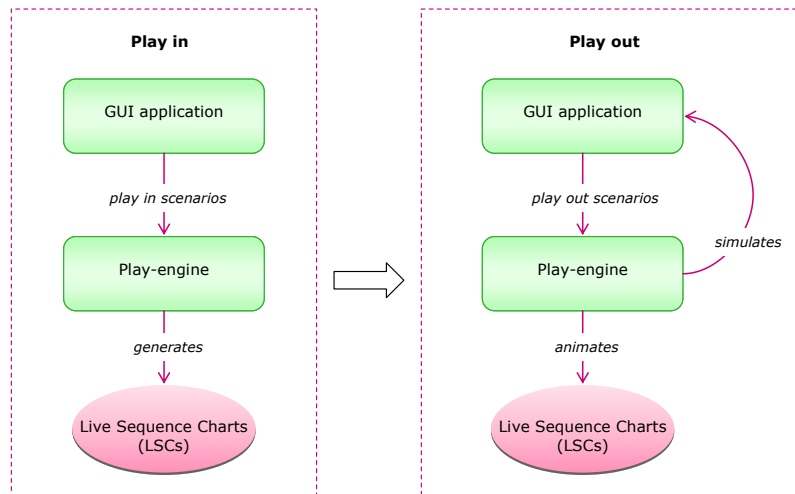 Play in
GUI application
play in scenarios
Play-engine
generates
Live Sequence Charts
(LSCs)
Play out
GUI application
play out scenarios
simulates
Play-engine
animates
Live Sequence Charts
(LSCs)